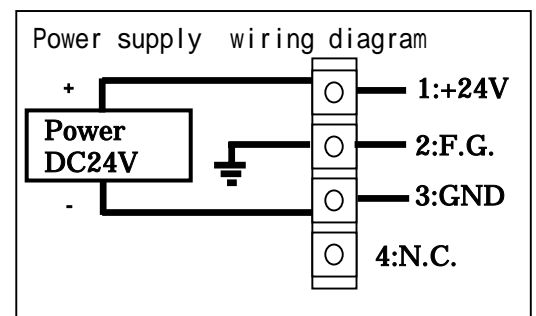 Power supply wiring diagram
+
1:+24V
Power
DC24V
2:F.G.
-
3:GND
4:N.C.